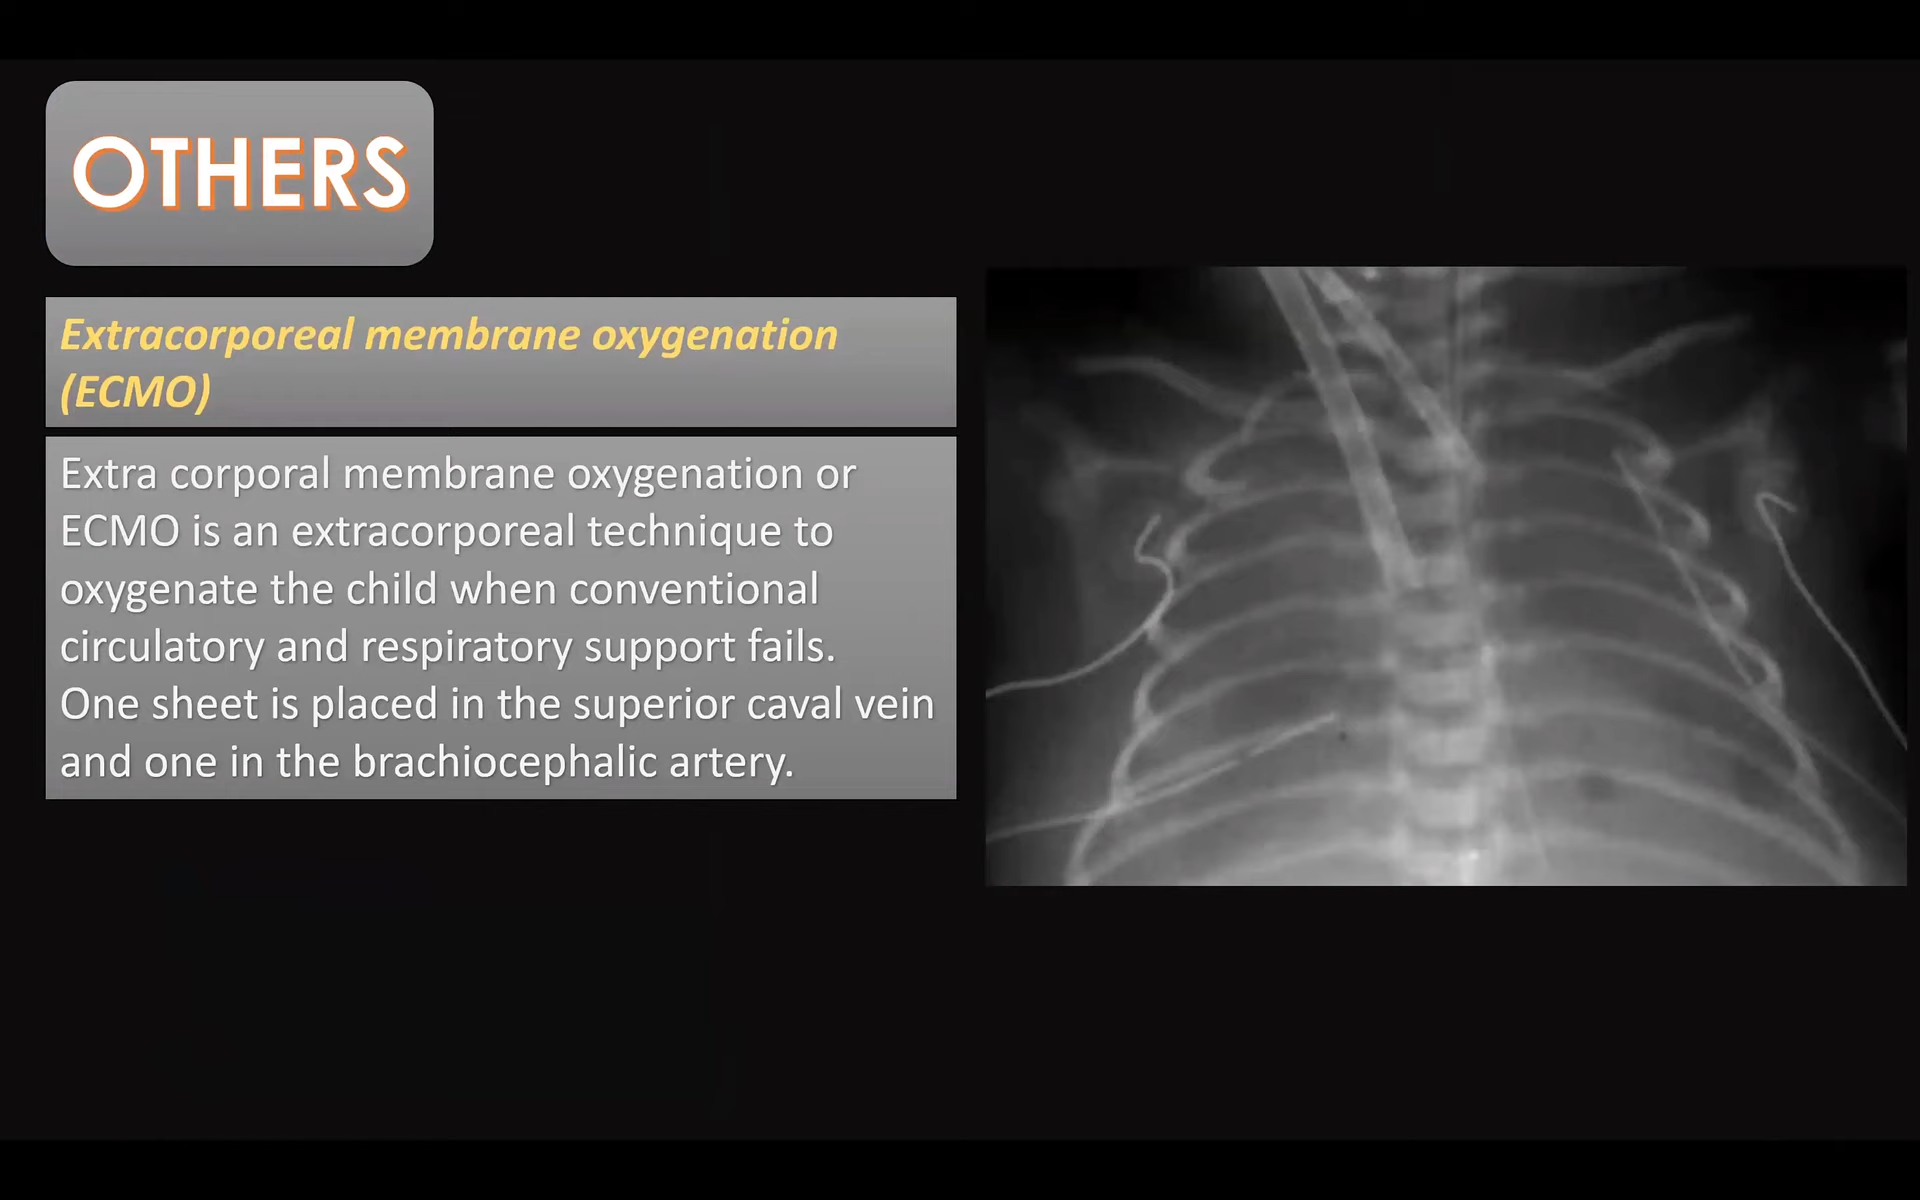 OTHERS
Extracorporeal membrane oxygenation
(ECMO)
Extra corporal membrane oxygenation or
ECMO is an extracorporeal technique to
oxygenate the child when conventional
circulatory and respiratory support fails.
One sheet is placed in the superior caval vein
and one in the brachiocephalic artery.